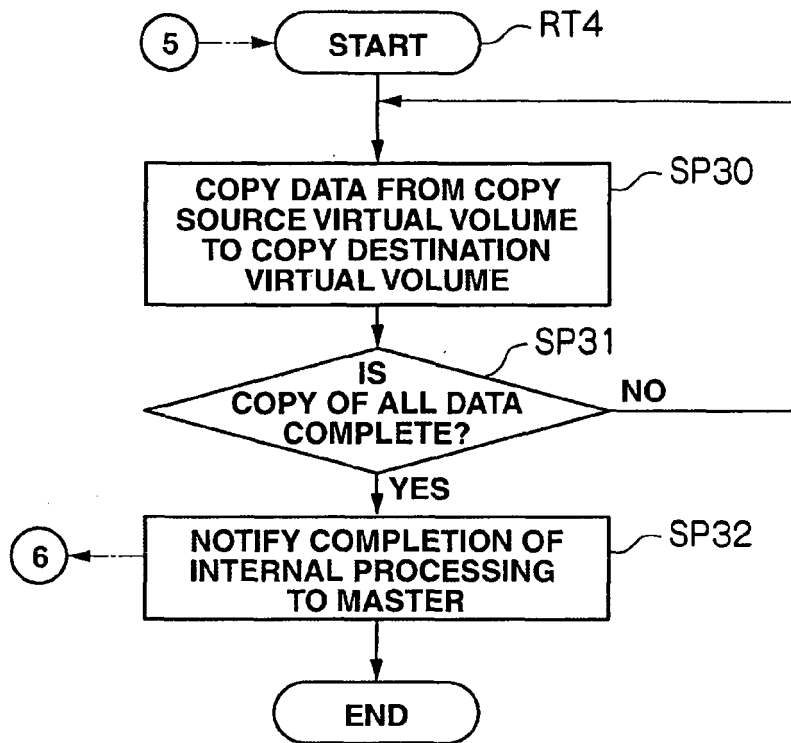 5
START
RT4
COPY DATA FROM COPY
SOURCE VIRTUAL VOLUME
TO COPY DESTINATION
VIRTUAL VOLUME
SP30
IS
COPY OF ALL DATA
COMPLETE?
SP31
NO
YES
6
NOTIFY COMPLETION OF
INTERNAL PROCESSING
TO MASTER
SP32
END